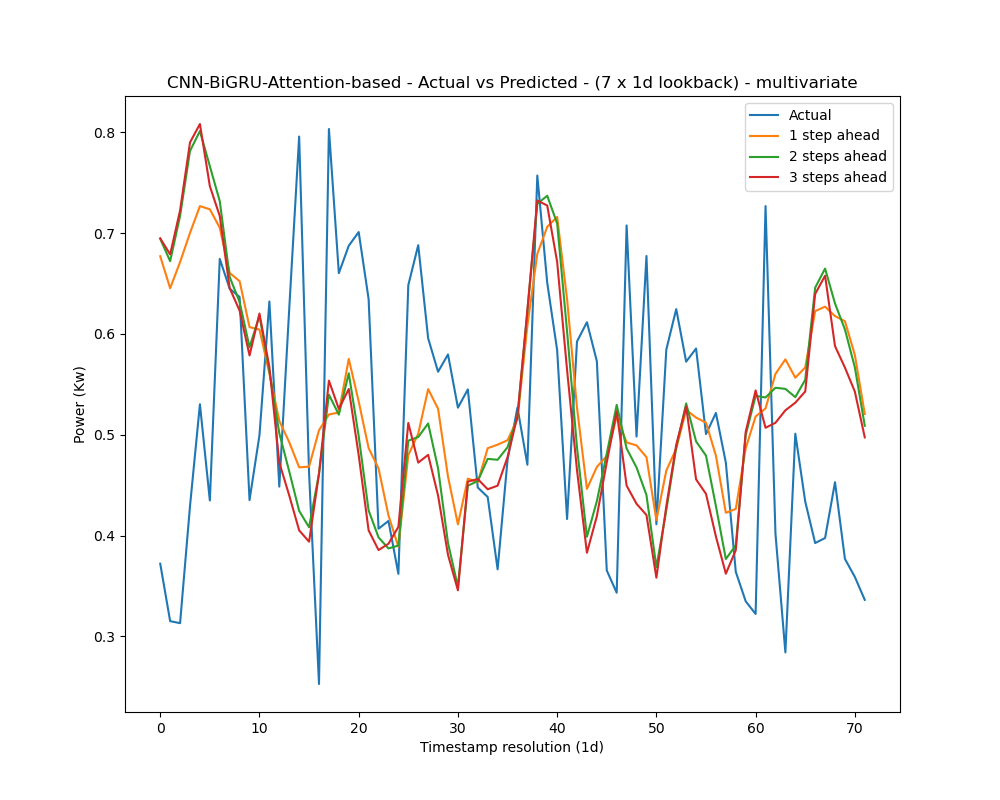 CNN-BiGRU-Attention-based - Actual vs Predicted - (7 x 1d lookback) - multivariate
Actual
1 step ahead
2 steps ahead
3 steps ahead
0.8
0.7
0.6
0.5
0.4
0.3
Power (Kw)
0 10 20 30 40 50 60 70
Timestamp resolution (1d)